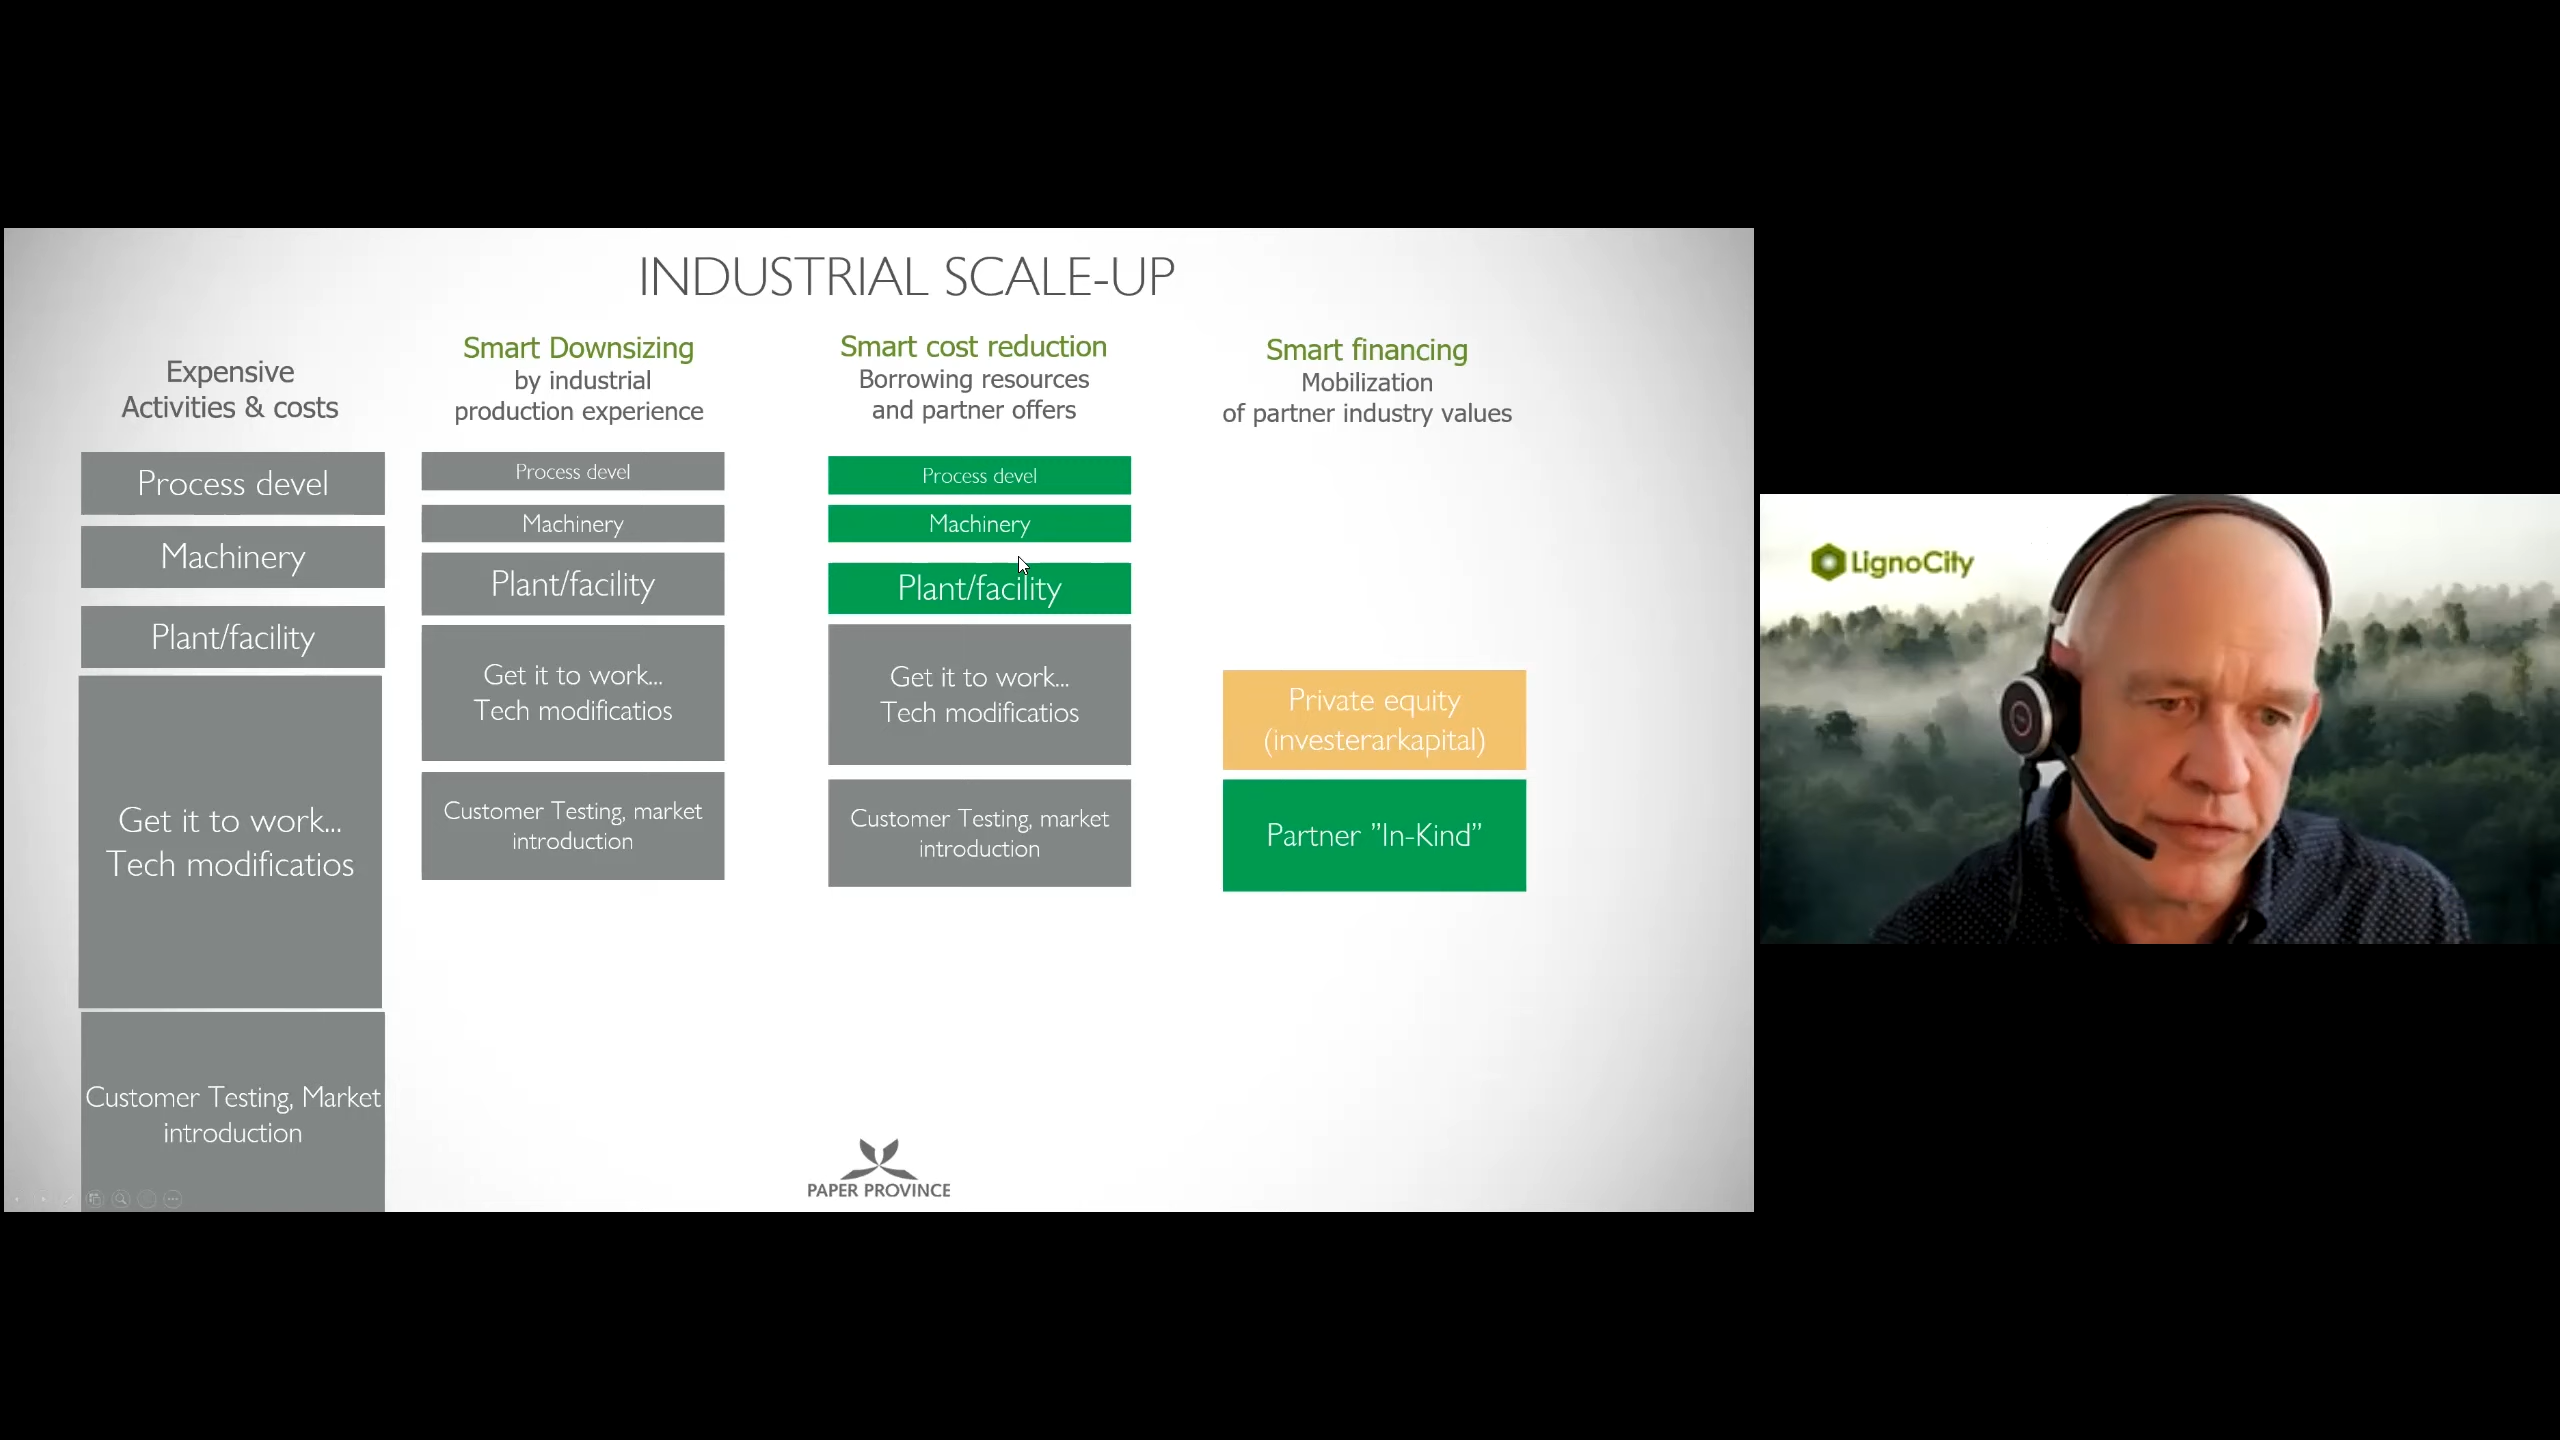 INDUSTRIAL SCALE-UP
Expensive
Activities & costs
Process devel
Machinery
Plant/facility
Get it to work...
Tech modificatios
Customer Testing, Market
introduction
Smart Downsizing
by industrial
production experience
Process devel
Machinery
Plant/facility
Get it to work...
Tech modificatios
Customer Testing, market
introduction
Smart cost reduction
Borrowing resources
and partner offers
Process devel
Machinery
Plant/facility
Get it to work...
Tech modificatios
Customer Testing, market
introduction
Smart financing
Mobilization
of partner industry values
Private equity
(investerarkapital)
Partner ”In-Kind”
PAPER PROVINCE
LignoCity